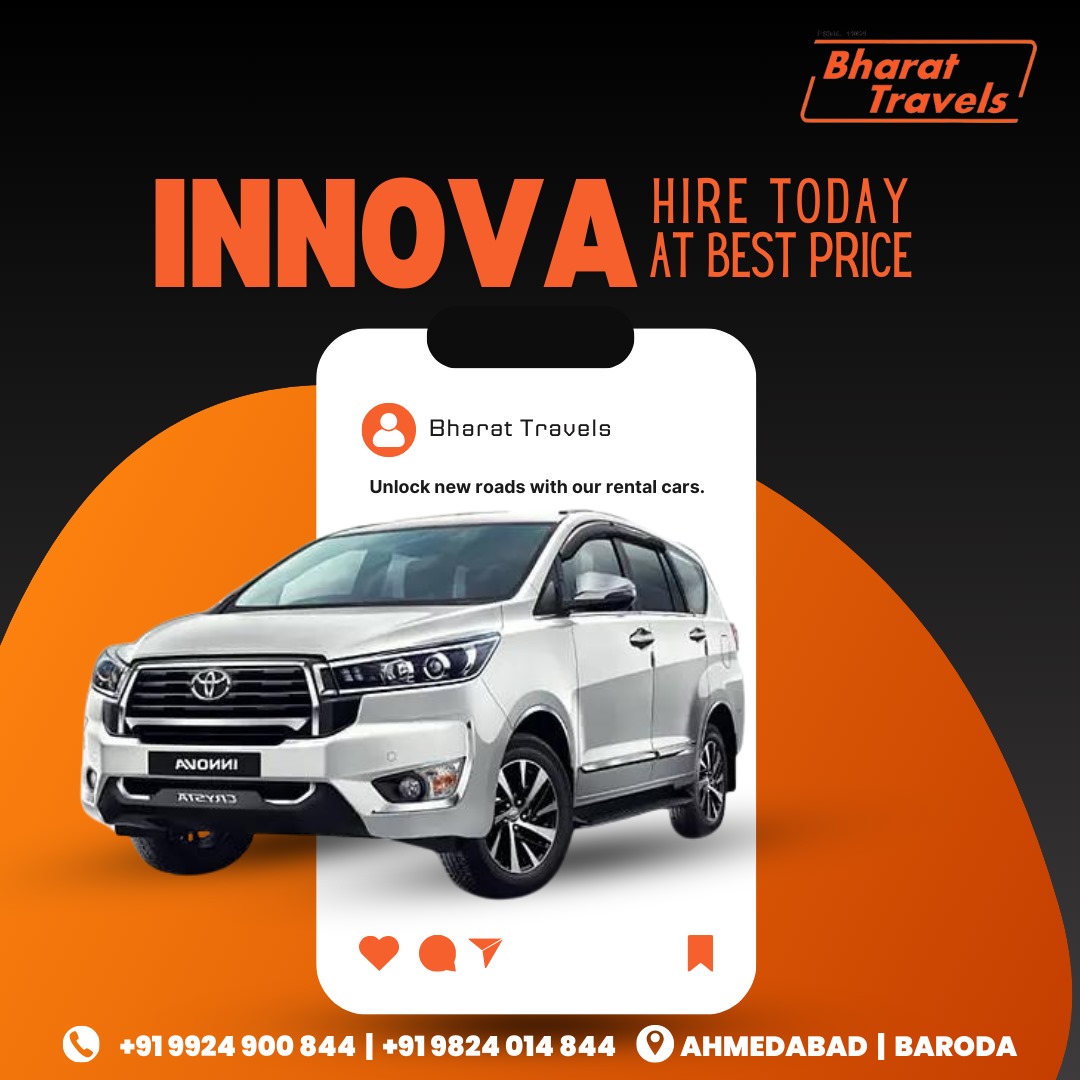 Bharat
Travels
INNOVA
HIRE TODAY
AT BEST PRICE
Bharat Travels
Unlock new roads with our rental cars.
INNOVA
CRYSTA
+91 9924 900 844 | +91 9824 014 844
AHMEDABAD | BARODA